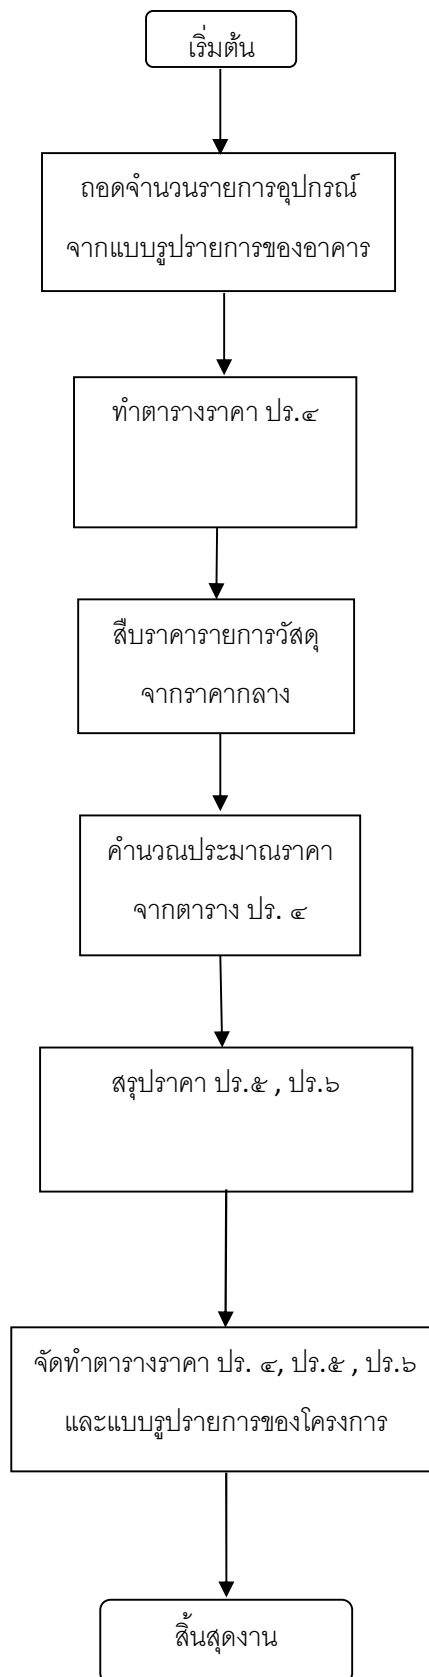 เริ่มต้น
ถอดจำนวนรายการอุปกรณ์
จากแบบรูปรายการของอาคาร
ทำตารางราคา ปร.๔
สืบราคารายการวัสดุ
จากราคากลาง
คำนวณประมาณราคา
จากตาราง ปร. ๔
สรุปราคา ปร.๕ , ปร.๖
จัดทำตารางราคา ปร. ๔, ปร.๕ , ปร.๖
และแบบรูปรายการของโครงการ
สิ้นสุดงาน